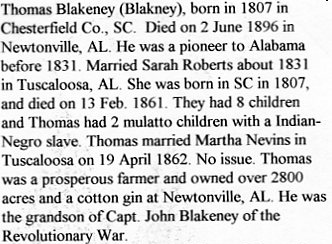 Thomas Blakeney (Blakney), born in 1807 in
Chesterfield Co., SC.  Died on 2 June 1896 in
Newtonville, AL. He was a pioneer to Alabama
before 1831. Married Sarah Roberts about 1831
in Tuscaloosa, AL. She was born in SC in 1807,
and died on 13 Feb. 1861. They had 8 children
and Thomas had 2 mulatto children with a Indian-
Negro slave. Thomas married Martha Nevins in
Tuscaloosa on 19 April 1862. No issue. Thomas
was a prosperous farmer and owned over 2800
acres and a cotton gin at Newtonville, AL. He was
the grandson of Capt. John Blakeney of the
Revolutionary War.